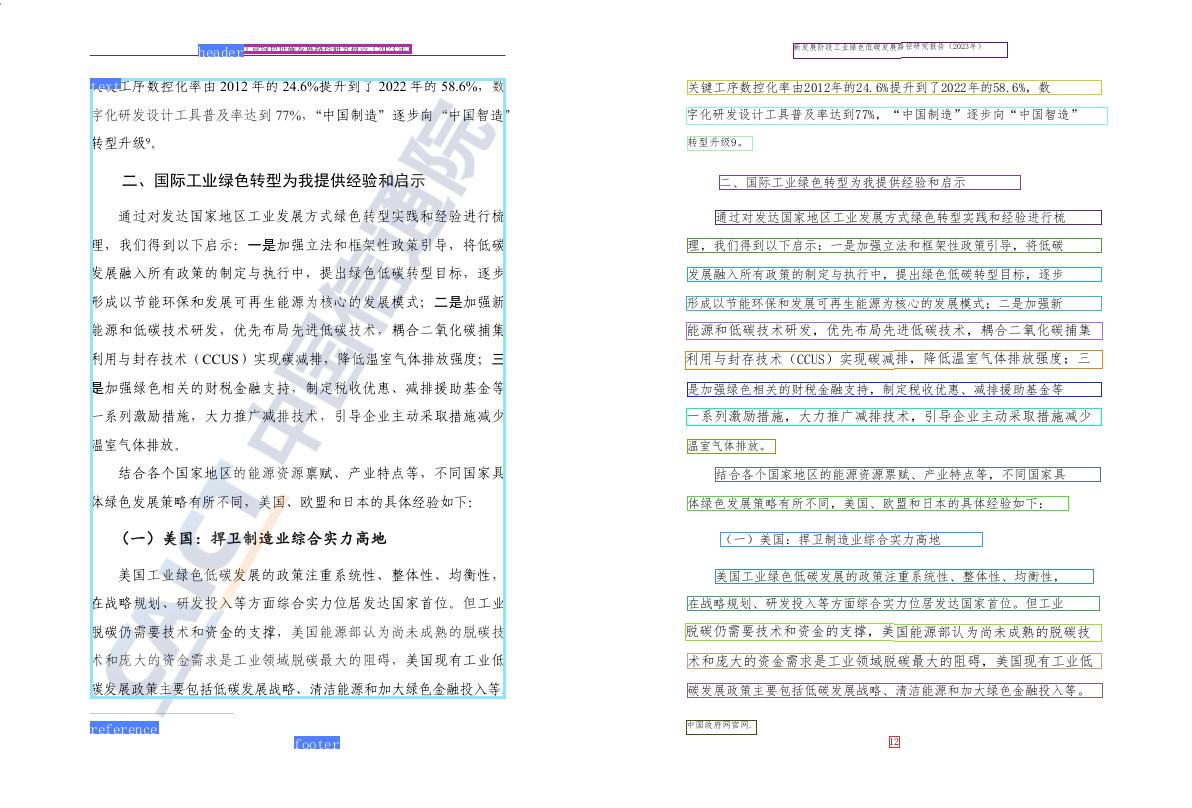 header
text工序数控化率由 2012 年的 24.6%提升到了 2022 年的 58.6%，数
字化研发设计工具普及率达到 77%，“中国制造”逐步向“中国智造”
转型升级9。
二、国际工业绿色转型为我提供经验和启示
通过对发达国家地区工业发展方式绿色转型实践和经验进行梳
理，我们得到以下启示：一是加强立法和框架性政策引导，将低碳
发展融入所有政策的制定与执行中，提出绿色低碳转型目标，逐步
形成以节能环保和发展可再生能源为核心的发展模式；二是加强新
能源和低碳技术研发，优先布局先进低碳技术，耦合二氧化碳捕集
利用与封存技术（CCUS）实现碳减排，降低温室气体排放强度；三
是加强绿色相关的财税金融支持，制定税收优惠、减排援助基金等
一系列激励措施，大力推广减排技术，引导企业主动采取措施减少
温室气体排放。
结合各个国家地区的能源资源禀赋、产业特点等，不同国家具
体绿色发展策略有所不同，美国、欧盟和日本的具体经验如下：
（一）美国：捍卫制造业综合实力高地
美国工业绿色低碳发展的政策注重系统性、整体性、均衡性，
在战略规划、研发投入等方面综合实力位居发达国家首位。但工业
脱碳仍需要技术和资金的支撑，美国能源部认为尚未成熟的脱碳技
术和庞大的资金需求是工业领域脱碳最大的阻碍，美国现有工业低
碳发展政策主要包括低碳发展战略、清洁能源和加大绿色金融投入等
CAICT 中国信通院
reference
footer
新发展阶段工业绿色低碳发展路径研究报告（2023年）
关键工序数控化率由2012年的24.6%提升到了2022年的58.6%，数
字化研发设计工具普及率达到77%，“中国制造”逐步向“中国智造”
转型升级9。
二、国际工业绿色转型为我提供经验和启示
通过对发达国家地区工业发展方式绿色转型实践和经验进行梳
理，我们得到以下启示：一是加强立法和框架性政策引导，将低碳
发展融入所有政策的制定与执行中，提出绿色低碳转型目标，逐步
形成以节能环保和发展可再生能源为核心的发展模式；二是加强新
能源和低碳技术研发，优先布局先进低碳技术，耦合二氧化碳捕集
利用与封存技术（CCUS）实现碳减排，降低温室气体排放强度；三
是加强绿色相关的财税金融支持，制定税收优惠、减排援助基金等
一系列激励措施，大力推广减排技术，引导企业主动采取措施减少
温室气体排放。
结合各个国家地区的能源资源禀赋、产业特点等，不同国家具
体绿色发展策略有所不同，美国、欧盟和日本的具体经验如下：
（一）美国：捍卫制造业综合实力高地
美国工业绿色低碳发展的政策注重系统性、整体性、均衡性，
在战略规划、研发投入等方面综合实力位居发达国家首位。但工业
脱碳仍需要技术和资金的支撑，美国能源部认为尚未成熟的脱碳技
术和庞大的资金需求是工业领域脱碳最大的阻碍，美国现有工业低
碳发展政策主要包括低碳发展战略、清洁能源和加大绿色金融投入等。
中国政府网官网.
12